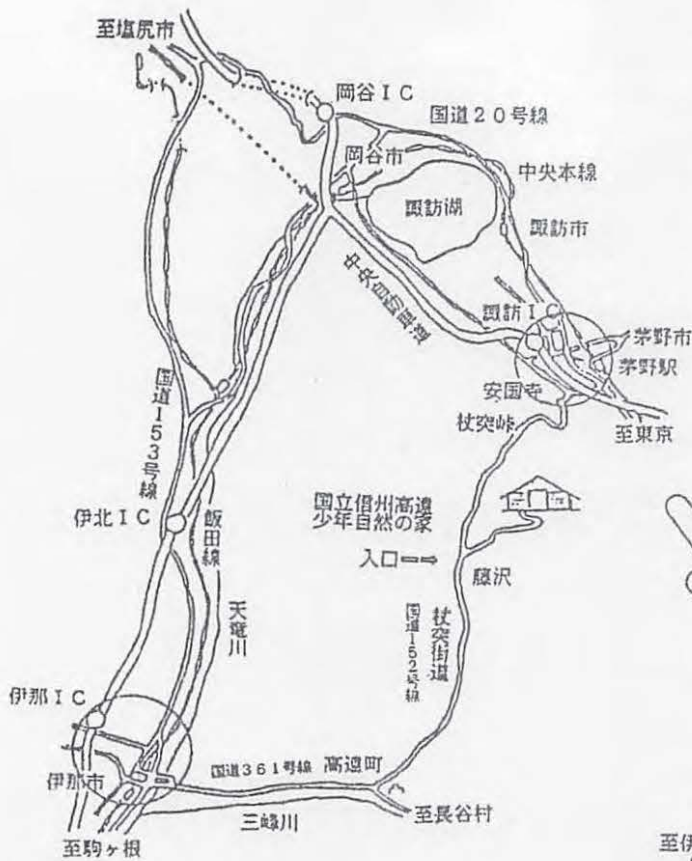 至塩尻市
岡谷ＩＣ
国道２０号線
岡谷市
中央本線
諏訪湖
諏訪市
中央自動車道
諏訪Ｉ
茅野市
茅野駅
安国寺
至東京
杖突峠
国道１５３号線
国立信州高遠
少年自然の家
伊北ＩＣ
飯田線
入口
藤沢
天竜川
杖突街道
国道１５２号線
伊那ＩＣ
伊那市
国道３６１号線
高遠町
三峰川
至長谷村
至駒ヶ根
至伊